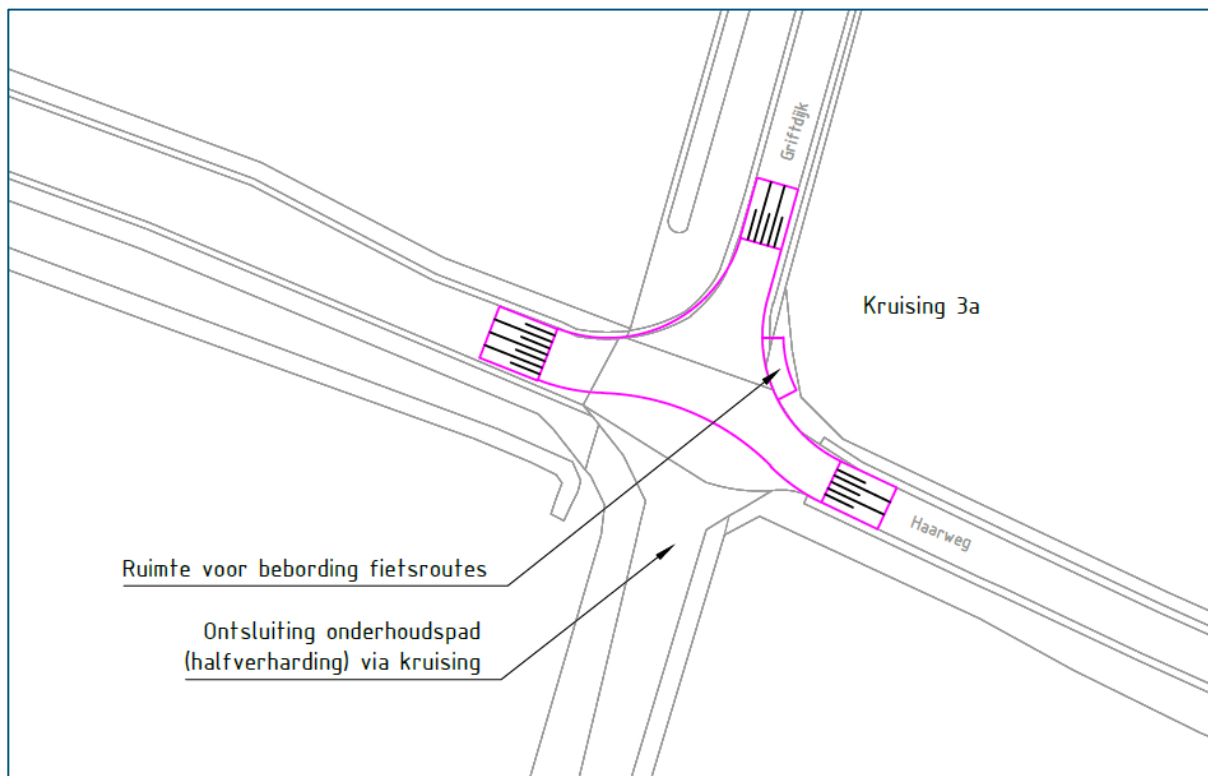 Griftdijk
Kruising 3a
Haarweg
Ruimte voor bebording fietsroutes
Ontsluiting onderhoudspad
(halfverharding) via kruising